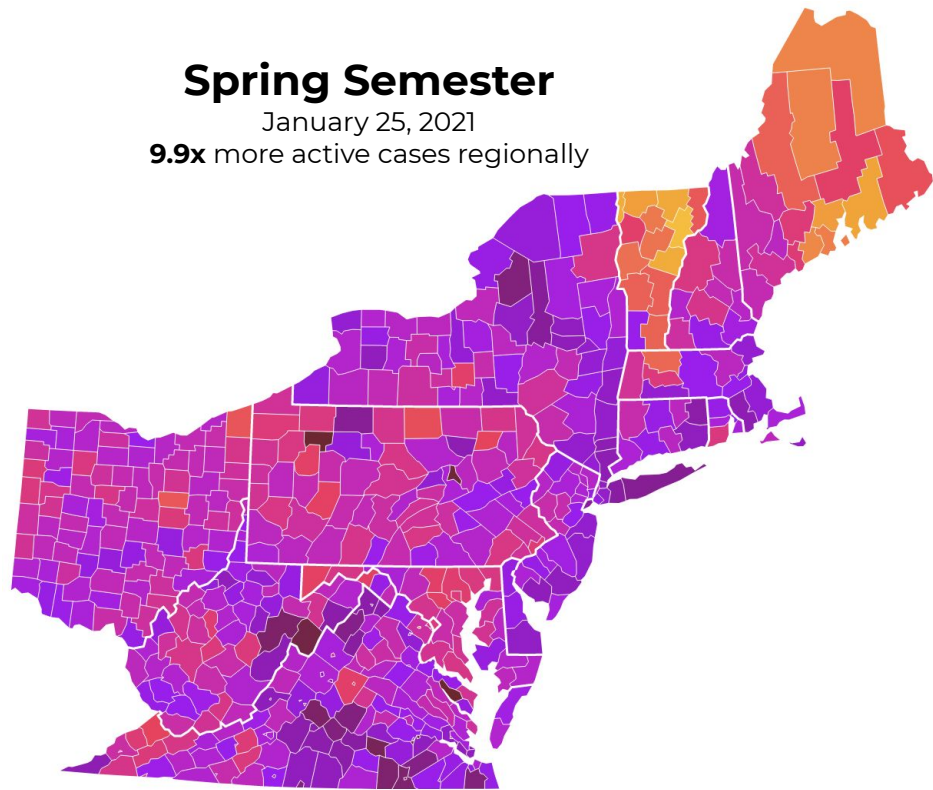 Spring Semester
January 25, 2021
9.9x more active cases regionally